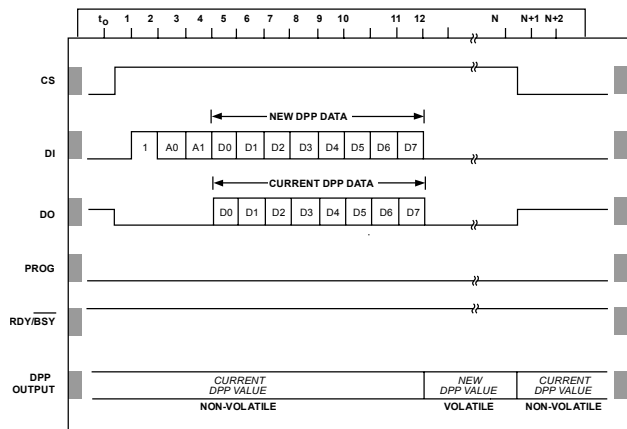 to 1 2 3 4 5 6 7 8 9 10 11 12 N N+1 N+2
CS
NEW DPP DATA
DI 1 A0 A1 D0 D1 D2 D3 D4 D5 D6 D7
CURRENT DPP DATA
DO D0 D1 D2 D3 D4 D5 D6 D7
PROG
RDY/BSY
DPP OUTPUT
CURRENT DPP VALUE
NEW DPP VALUE
CURRENT DPP VALUE
NON-VOLATILE VOLATILE NON-VOLATILE